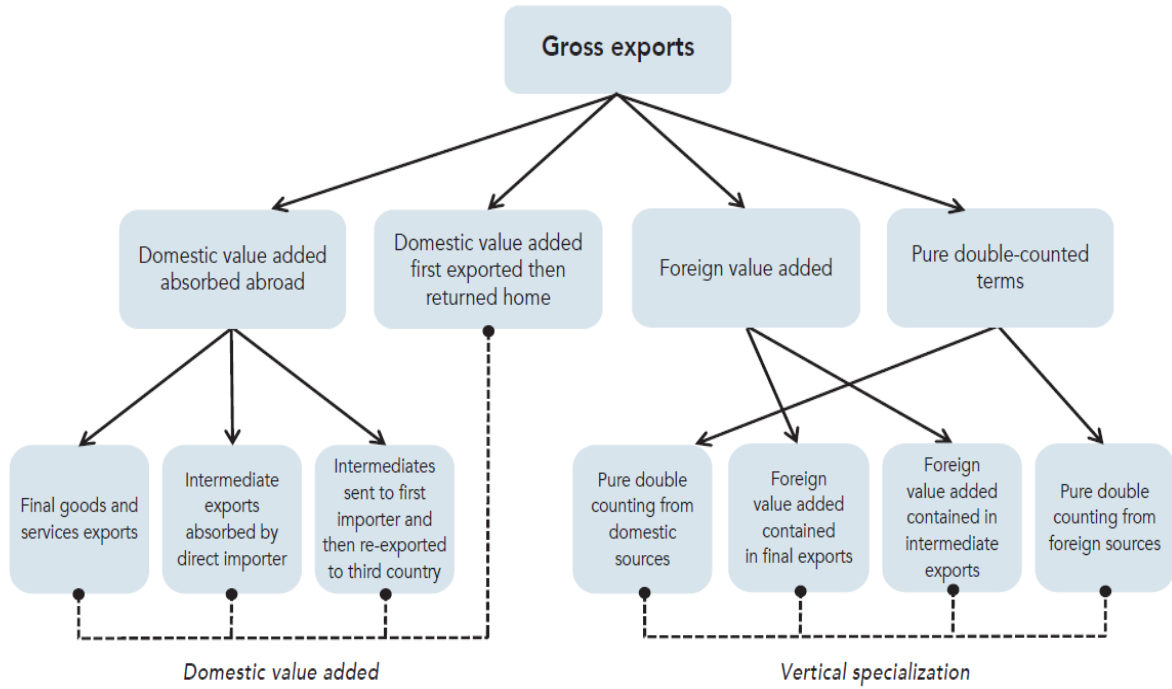 Gross exports
Domestic value added
absorbed abroad
Domestic value added
first exported then
returned home
Foreign value added
Pure double-counted
terms
Final goods and
services exports
Intermediate
exports
absorbed by
direct importer
Intermediates
sent to first
importer and
then re-exported
to third country
Pure double
counting from
domestic
sources
Foreign
value added
contained
in final exports
Foreign
value added
contained in
intermediate
exports
Pure double
counting from
foreign sources
Domestic value added
Vertical specialization